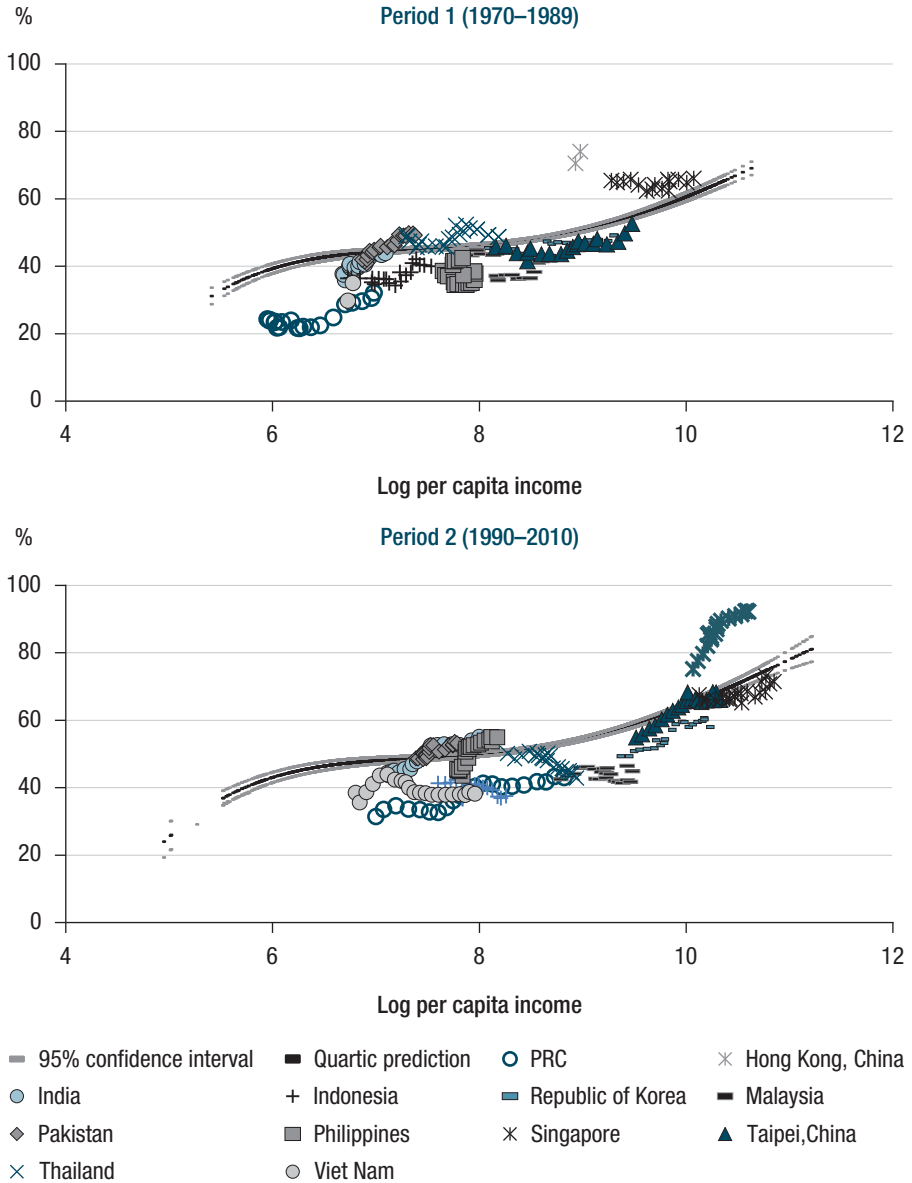 Period 1 (1970–1989)
%
100
80
60
40
20
0
4 6 8 10 12
Log per capita income
Period 2 (1990–2010)
%
100
80
60
40
20
0
4 6 8 10 12
Log per capita income
95% confidence interval Quartic prediction PRC Hong Kong, China
India Indonesia Republic of Korea Malaysia
Pakistan Philippines Singapore Taipei,China
Thailand Viet Nam